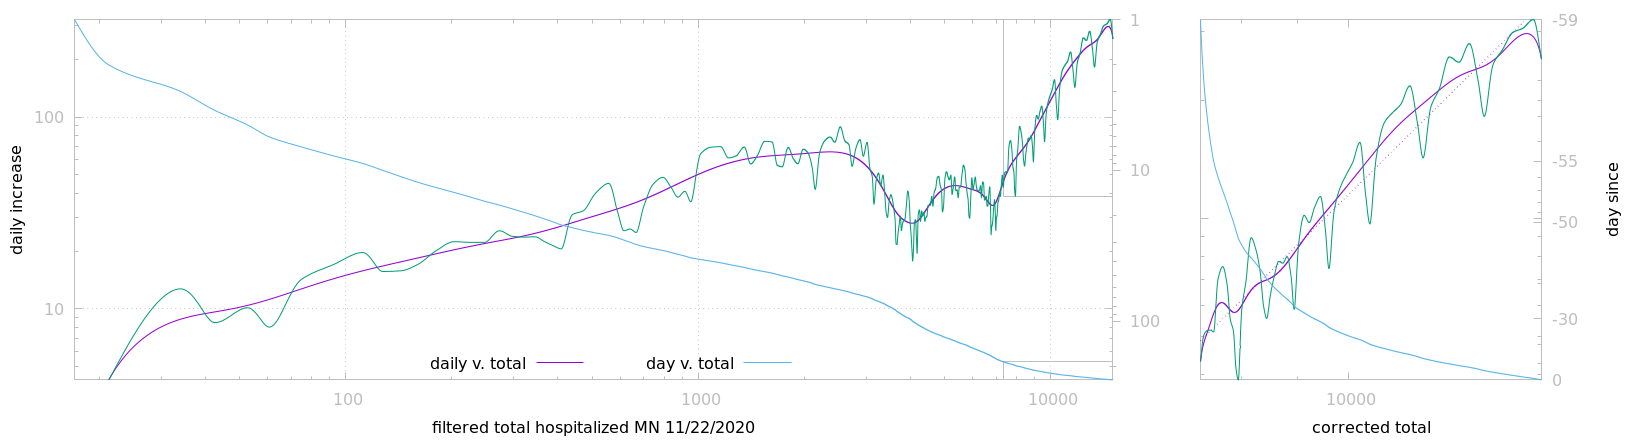 daily increase
100
10
1
10
100
daily v. total
day v. total
100
1000
10000
filtered total hospitalized MN 11/22/2020
-59
-55
-50
-30
0
day since
10000
corrected total